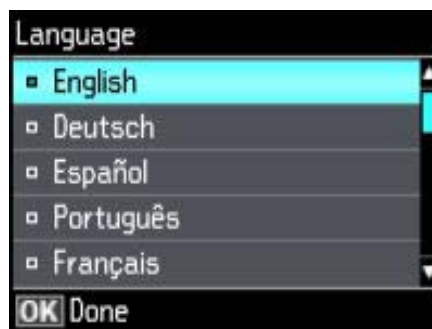 Language
English
Deutsch
Español
Português
Français
OK Done